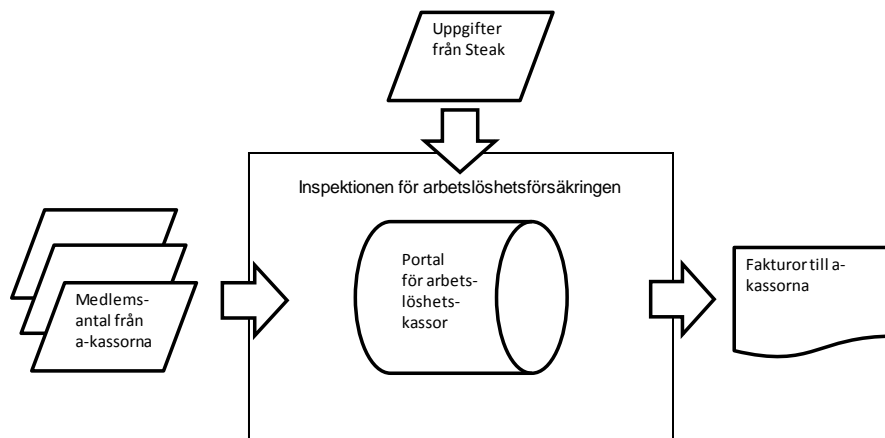 Uppgifter
från Steak
Inspektionen för arbetslöshetsförsäkringen
Medlems-
antal från
a-kassorna
Portal
för arbets-
löshets-
kassor
Fakturor till a-
kassorna